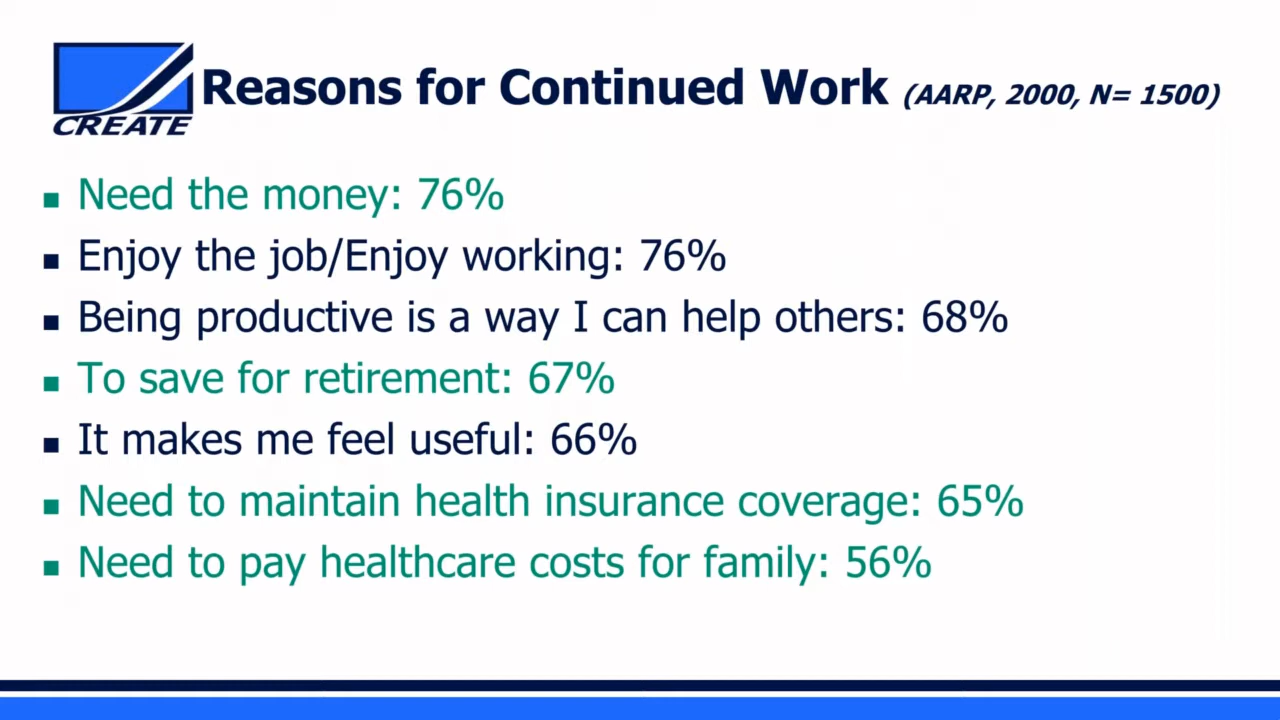 CREATE
Reasons for Continued Work (AARP, 2000, N= 1500)
Need the money: 76%
Enjoy the job/Enjoy working: 76%
Being productive is a way I can help others: 68%
To save for retirement: 67%
It makes me feel useful: 66%
Need to maintain health insurance coverage: 65%
Need to pay healthcare costs for family: 56%